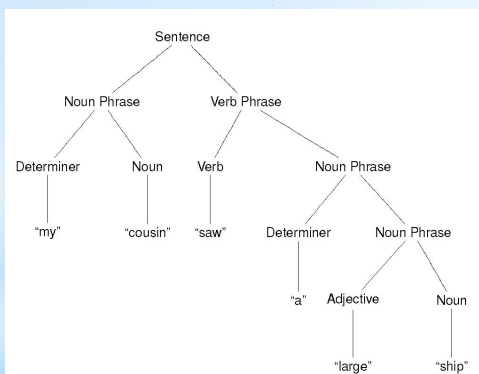 Sentence
Noun Phrase Verb Phrase
Determiner Noun Verb Noun Phrase
“my” “cousin” “saw” Determiner Noun Phrase
“a” Adjective Noun
“large” “ship”